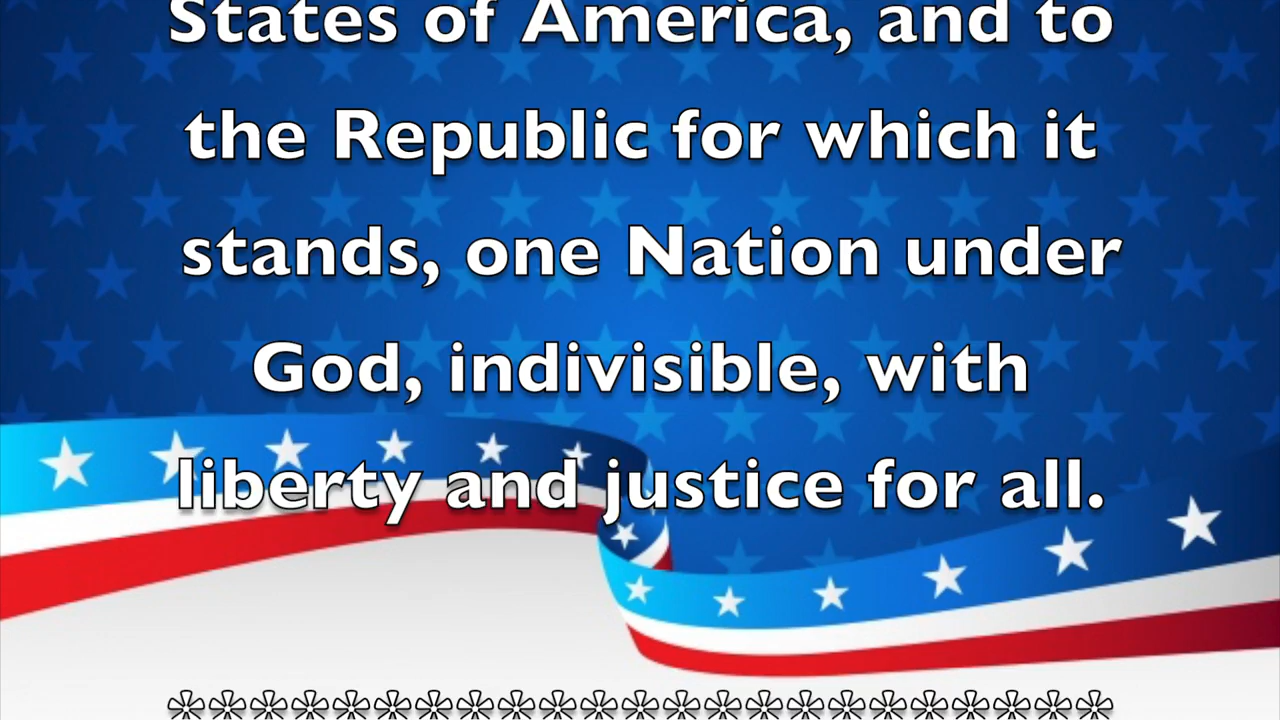 States of America, and to
the Republic for which it
stands, one Nation under
God, indivisible, with
liberty and justice for all.
***********************